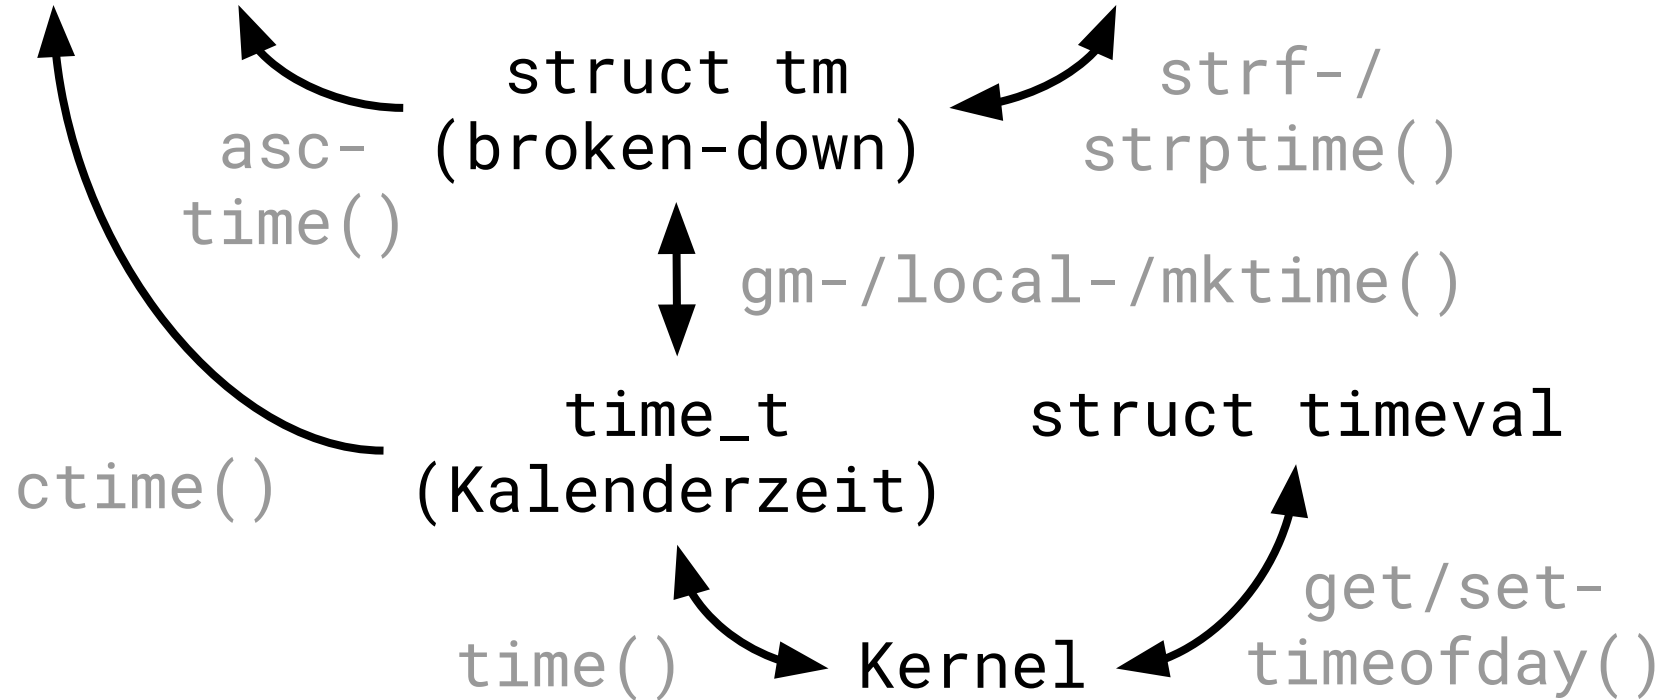 struct tm
(broken-down)
strf-/
strptime()
asc-
time()
gm-/local-/mktime()
time_t
(Kalenderzeit)
struct timeval
ctime()
get/set-
timeofday()
time()
Kernel